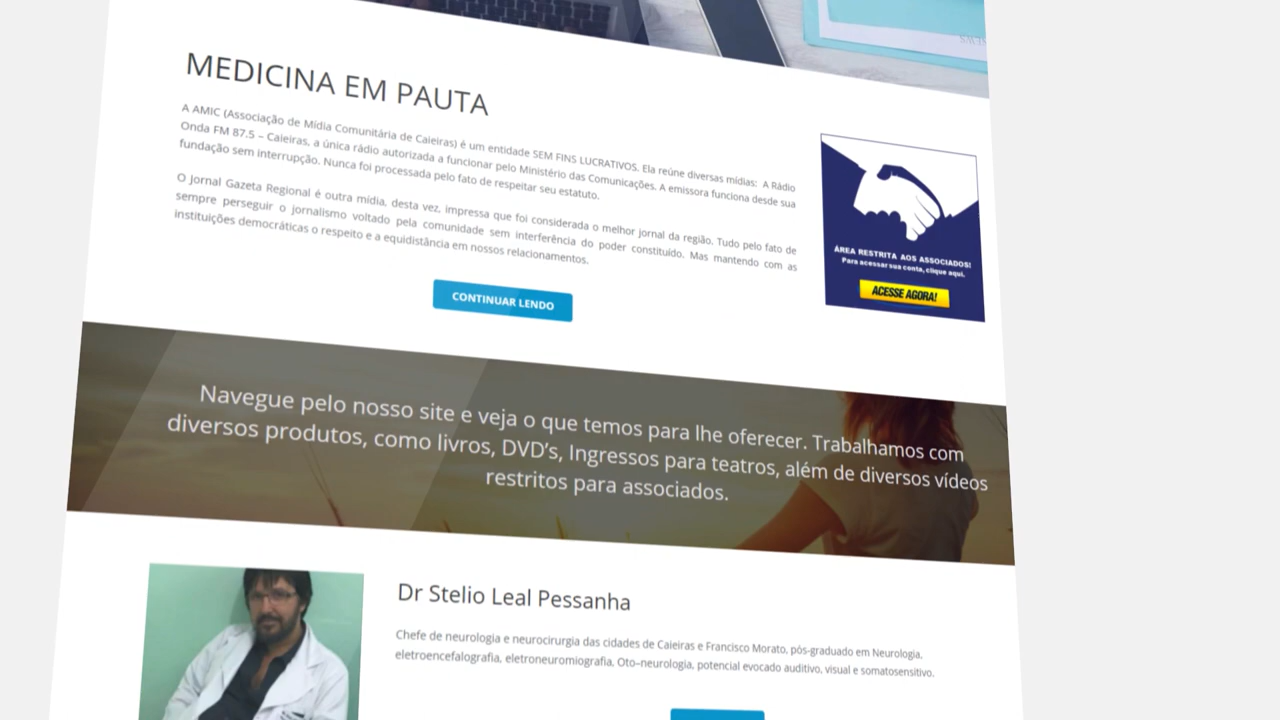 MEDICINA EM PAUTA
A AMIC (Associação de Mídia Comunitária de Caieiras) é um entidade SEM FINS LUCRATIVOS. Ela reúne diversas mídias: A Rádio
Onda FM 87.5 – Caieiras, a única rádio autorizada a funcionar pelo Ministério das Comunicações. A emissora funciona desde sua
fundação sem interrupção. Nunca foi processada pelo fato de respeitar seu estatuto.
O Jornal Gazeta Regional é outra mídia, desta vez, impressa que foi considerada o melhor jornal da região. Tudo pelo fato de
sempre perseguir o jornalismo voltado pela comunidade sem interferência do poder constituído. Mas mantendo com as
instituições democráticas o respeito e a equidistância em nossos relacionamentos.
CONTINUAR LENDO
ÁREA RESTRITA AOS ASSOCIADOS!
Para acessar sua conta, clique aqui.
ACESSE AGORA!
Navegue pelo nosso site e veja o que temos para lhe oferecer. Trabalhamos com
diversos produtos, como livros, DVD's, Ingressos para teatros, além de diversos vídeos
restritos para associados.
Dr Stelio Leal Pessanha
Chefe de neurologia e neurocirurgia das cidades de Caieiras e Francisco Morato, pós-graduado em Neurologia,
eletroencefalografia, eletroneuromiografia, Oto–neurologia, potencial evocado auditivo, visual e somatosensitivo.